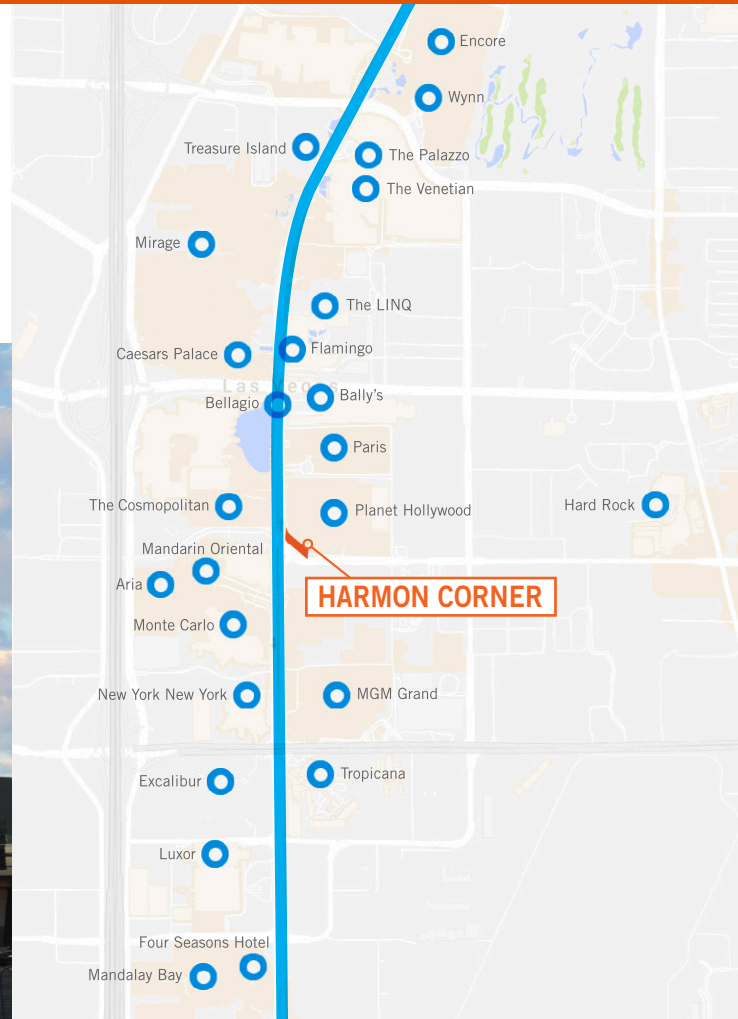 Encore
Wynn
Treasure Island
The Palazzo
The Venetian
Mirage
The LINQ
Flamingo
Caesars Palace
Las Vegas
Bally's
Bellagio
Paris
The Cosmopolitan
Planet Hollywood
Hard Rock
Mandarin Oriental
Aria
HARMON CORNER
Monte Carlo
New York New York
MGM Grand
Tropicana
Excalibur
Luxor
Four Seasons Hotel
Mandalay Bay